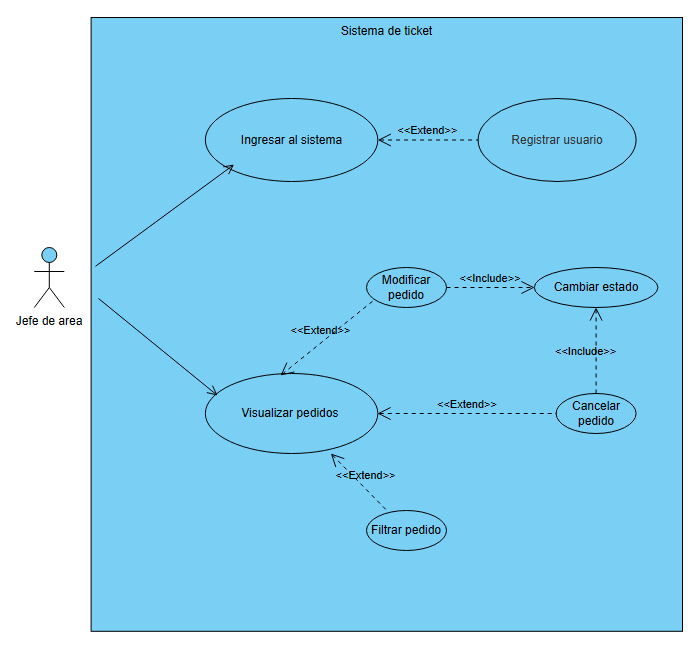 Sistema de ticket
Ingresar al sistema
<<Extend>>
Registrar usuario
Jefe de area
Modificar
pedido
<<Include>>
Cambiar estado
<<Extend>>
<<Include>>
Visualizar pedidos
<<Extend>>
Cancelar
pedido
<<Extend>>
Filtrar pedido